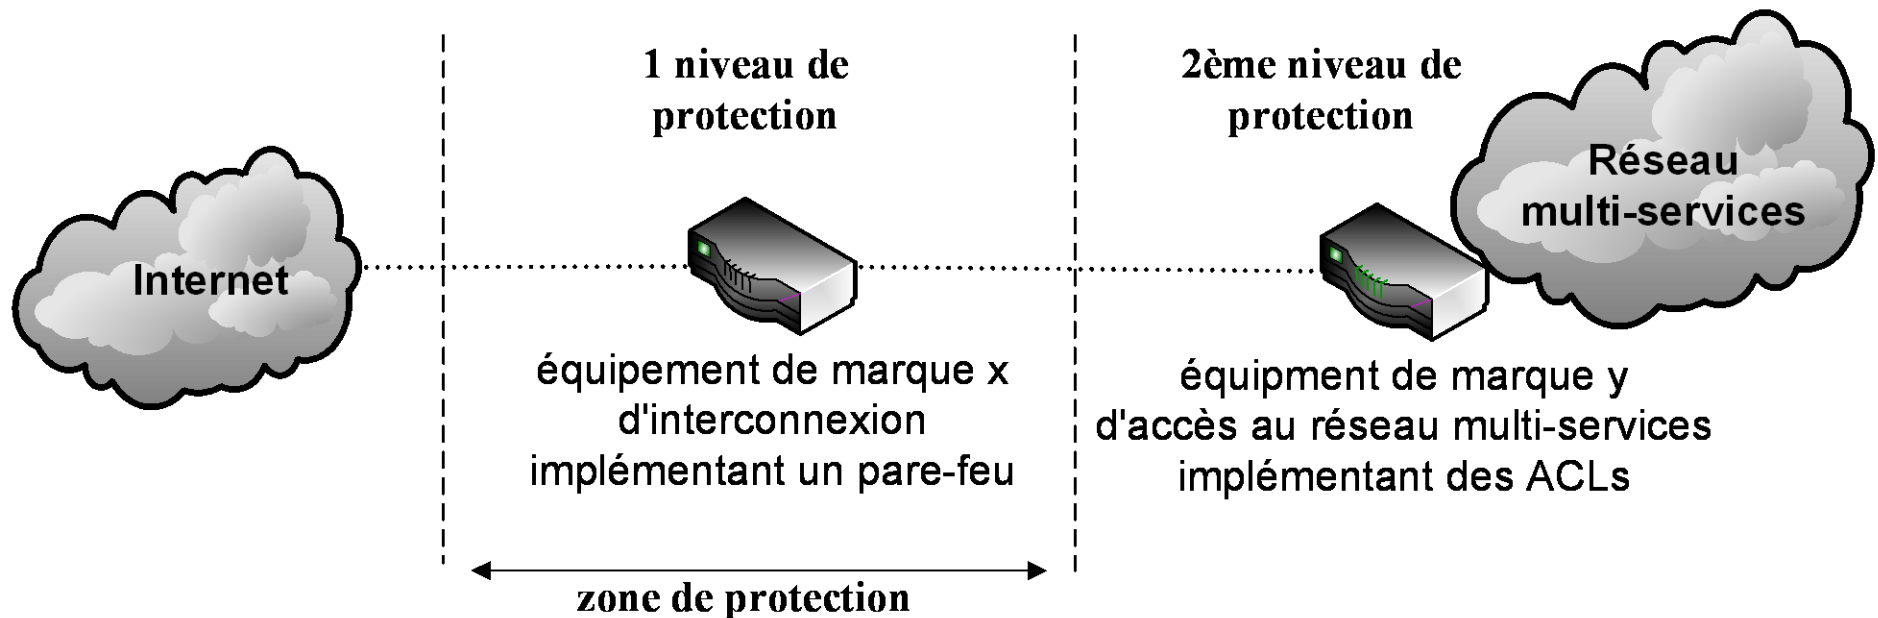 1 niveau de
protection
2ème niveau de
protection
Réseau
multi-services
Internet
équipement de marque x
d'interconnexion
implémentant un pare-feu
équipment de marque y
d'accès au réseau multi-services
implémentant des ACLs
zone de protection